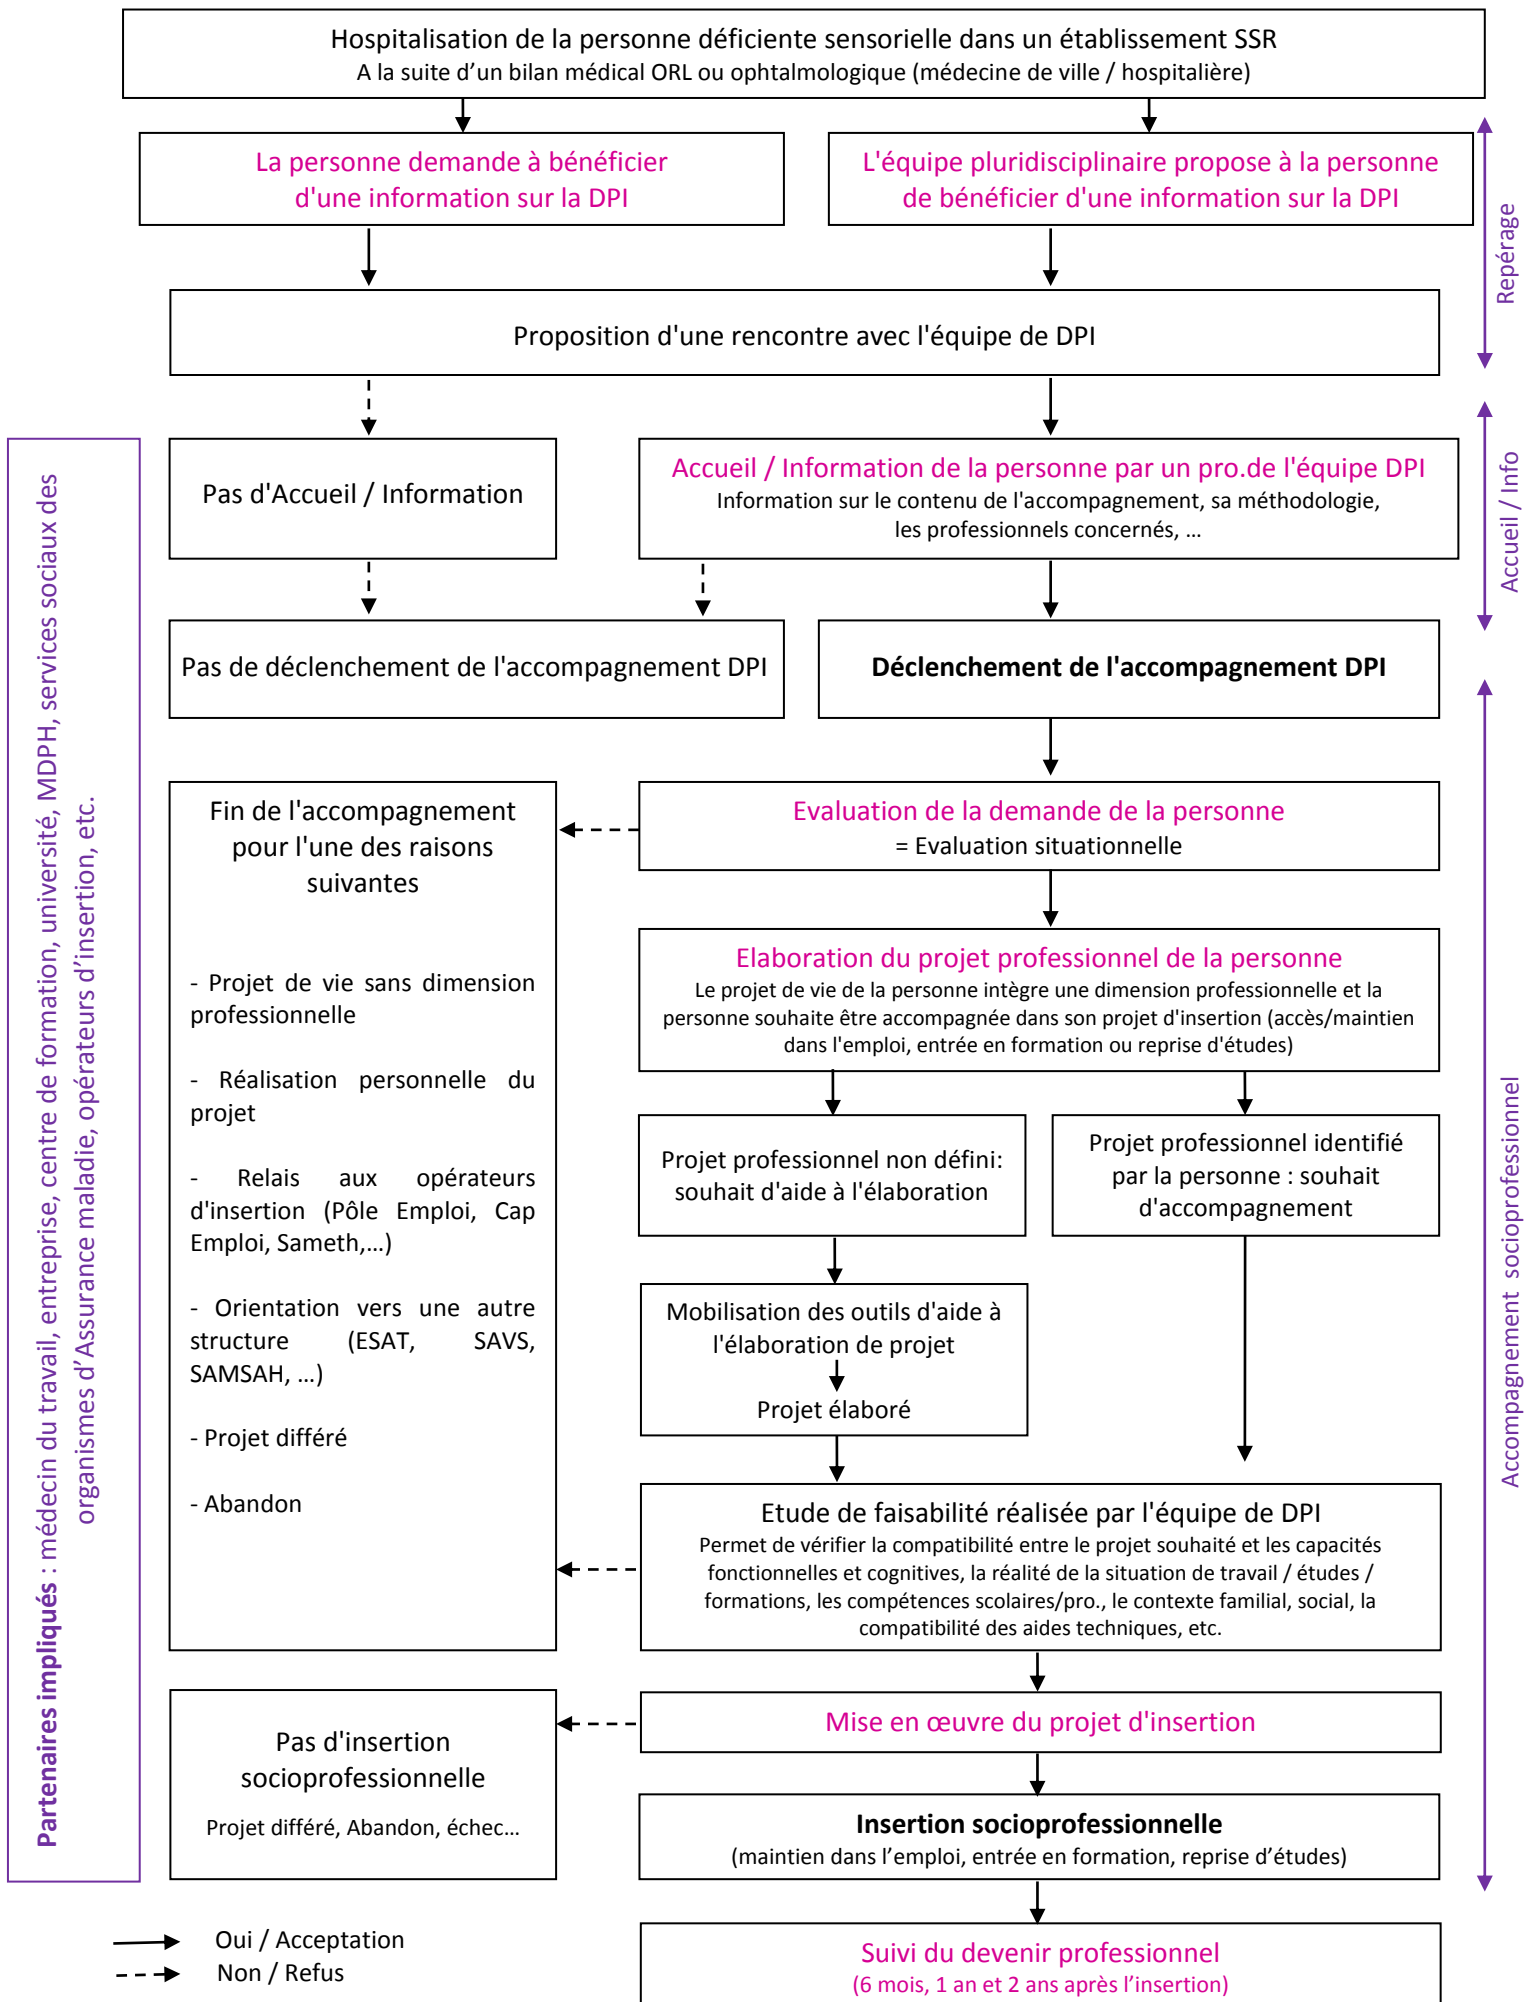 Hospitalisation de la personne déficiente sensorielle dans un établissement SSR
A la suite d’un bilan médical ORL ou ophtalmologique (médecine de ville / hospitalière)
La personne demande à bénéficier
d'une information sur la DPI
L'équipe pluridisciplinaire propose à la personne
de bénéficier d'une information sur la DPI
Repérage
Proposition d'une rencontre avec l'équipe de DPI
Pas d'Accueil / Information
Accueil / Information de la personne par un pro.de l'équipe DPI
Information sur le contenu de l'accompagnement, sa méthodologie,
les professionnels concernés, …
Accueil / Info
Pas de déclenchement de l'accompagnement DPI
Déclenchement de l'accompagnement DPI
Partenaires impliqués : médecin du travail, entreprise, centre de formation, université, MDPH, services sociaux des
organismes d’Assurance maladie, opérateurs d’insertion, etc.
Fin de l'accompagnement
pour l'une des raisons
suivantes
- Projet de vie sans dimension
professionnelle
- Réalisation personnelle du
projet
- Relais aux opérateurs
d'insertion (Pôle Emploi, Cap
Emploi, Sameth,…)
- Orientation vers une autre
structure (ESAT, SAVS,
SAMSAH, …)
- Projet différé
- Abandon
Evaluation de la demande de la personne
= Evaluation situationnelle
Elaboration du projet professionnel de la personne
Le projet de vie de la personne intègre une dimension professionnelle et la
personne souhaite être accompagnée dans son projet d'insertion (accès/maintien
dans l'emploi, entrée en formation ou reprise d'études)
Projet professionnel non défini:
souhait d'aide à l'élaboration
Projet professionnel identifié
par la personne : souhait
d'accompagnement
Mobilisation des outils d'aide à
l'élaboration de projet
Projet élaboré
Accompagnement socioprofessionnel
Etude de faisabilité réalisée par l'équipe de DPI
Permet de vérifier la compatibilité entre le projet souhaité et les capacités
fonctionnelles et cognitives, la réalité de la situation de travail / études /
formations, les compétences scolaires/pro., le contexte familial, social, la
compatibilité des aides techniques, etc.
Pas d'insertion
socioprofessionnelle
Projet différé, Abandon, échec…
Mise en œuvre du projet d'insertion
Insertion socioprofessionnelle
(maintien dans l’emploi, entrée en formation, reprise d’études)
Oui / Acceptation
Non / Refus
Suivi du devenir professionnel
(6 mois, 1 an et 2 ans après l’insertion)